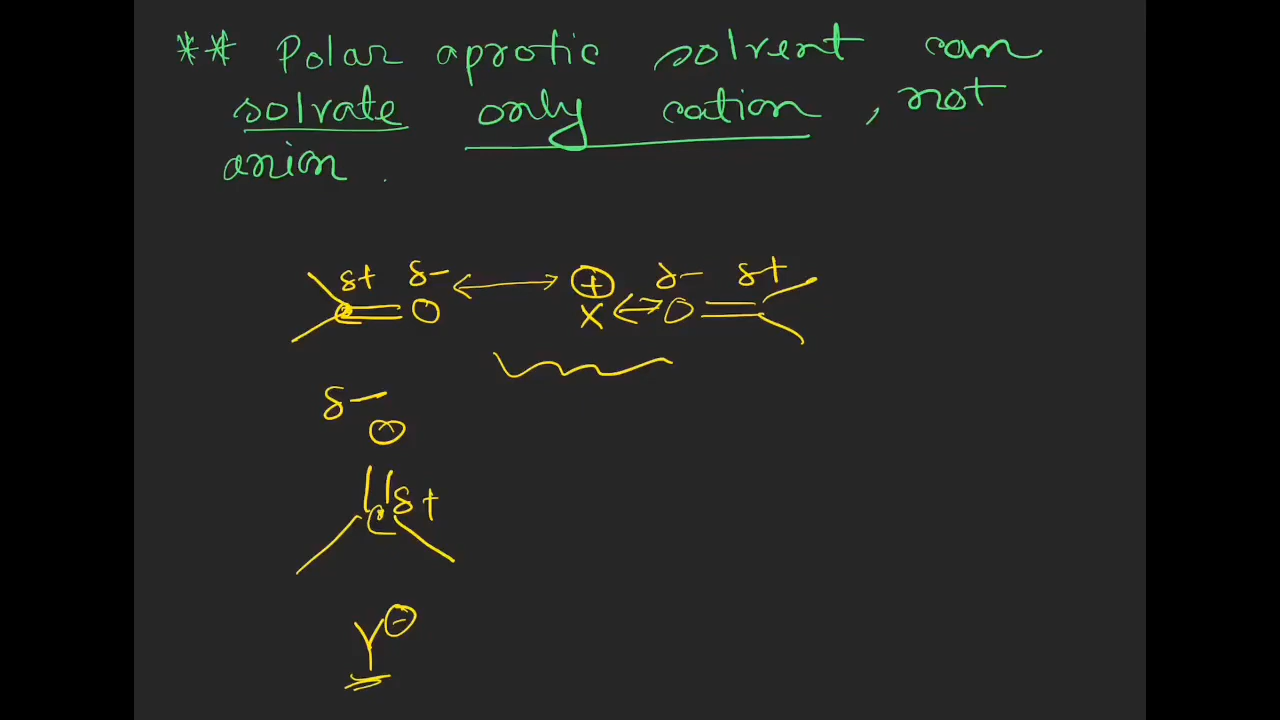 ** Polar aprotic solvent can
solvate only cation, not
anion.
δ+ δ- ⊕ δ- δ+
O X O
δ-
O
δ+
Y⊖